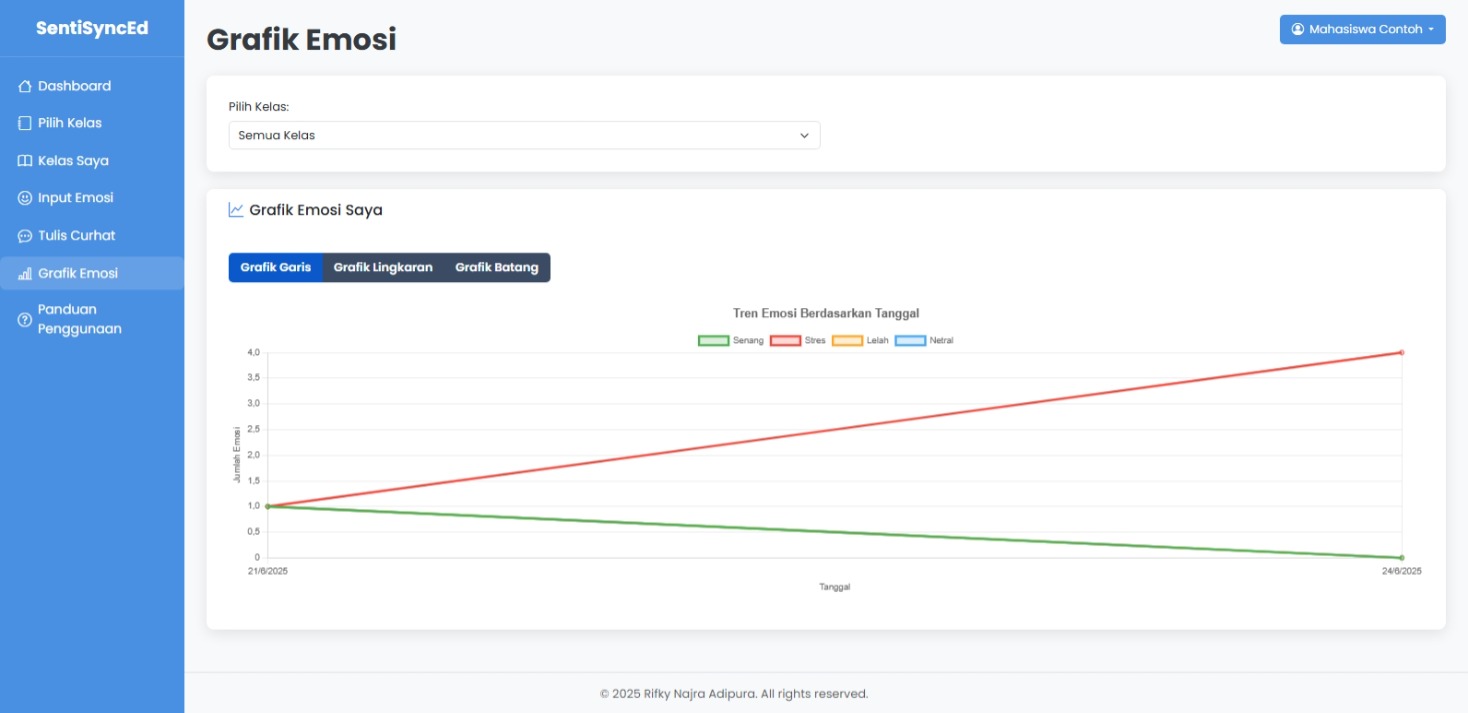 SentiSyncEd
Dashboard
Pilih Kelas
Kelas Saya
Input Emosi
Tulis Curhat
Grafik Emosi
Panduan
Penggunaan
Grafik Emosi
Mahasiswa Contoh
Pilih Kelas:
Semua Kelas
Grafik Emosi Saya
Grafik Garis Grafik Lingkaran Grafik Batang
Tren Emosi Berdasarkan Tanggal
Senang Stres Lelah Netral
Jumlah Emosi
4,0
3,5
3,0
2,5
2,0
1,5
1,0
0,5
0
21/6/2025 24/6/2025
Tanggal
© 2025 Rifky Najra Adipura. All rights reserved.